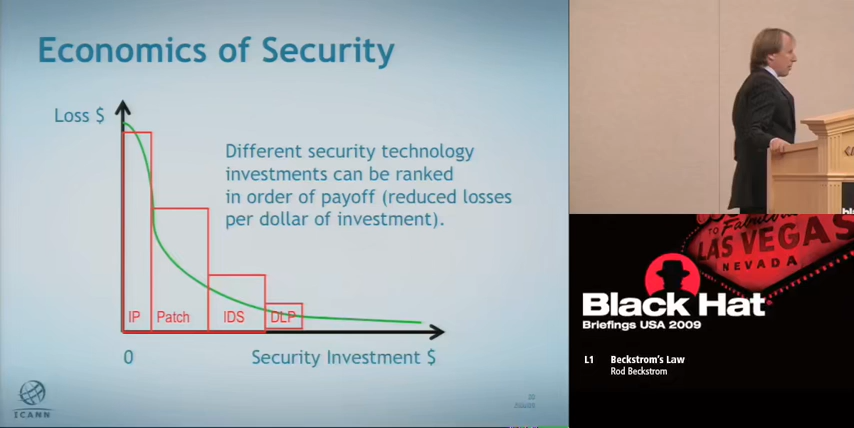 Economics of Security
Loss $
Different security technology
investments can be ranked
in order of payoff (reduced losses
per dollar of investment).
IP
Patch
IDS
DLP
0
Security Investment $
ICANN
TO Fabulous
LAS VEGAS
NEVADA
Black Hat
Briefings USA 2009
L1 Beckstrom's Law
Rod Beckstrom